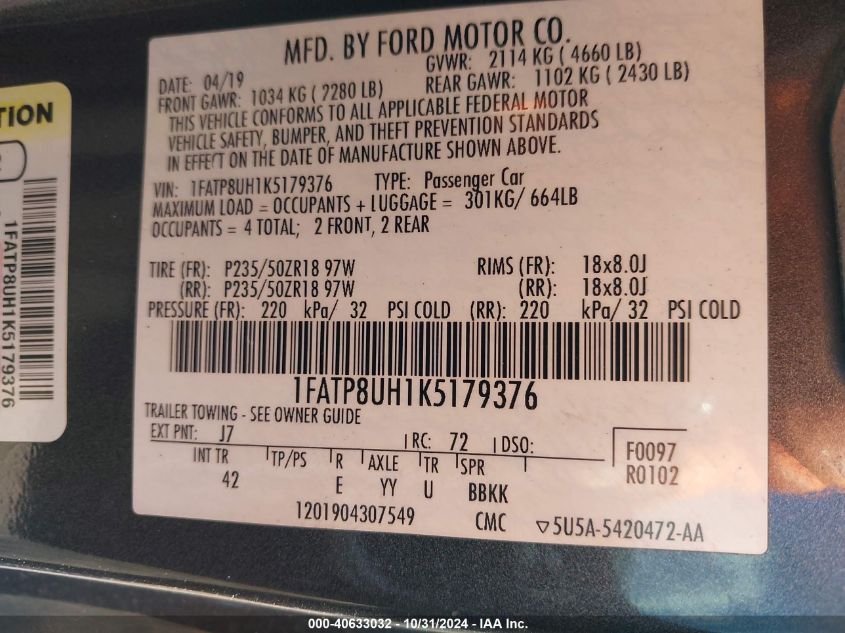 MFD. BY FORD MOTOR CO.
DATE: 04/19 GVWR: 2114 KG ( 4660 LB)
FRONT GAWR: 1034 KG ( 2280 LB) REAR GAWR: 1102 KG ( 2430 LB)
THIS VEHICLE CONFORMS TO ALL APPLICABLE FEDERAL MOTOR
VEHICLE SAFETY, BUMPER, AND THEFT PREVENTION STANDARDS
IN EFFECT ON THE DATE OF MANUFACTURE SHOWN ABOVE.
VIN: 1FATP8UH1K5179376 TYPE: Passenger Car
MAXIMUM LOAD = OCCUPANTS + LUGGAGE = 301KG/ 664LB
OCCUPANTS = 4 TOTAL; 2 FRONT, 2 REAR
TIRE (FR): P235/50ZR18 97W RIMS (FR): 18x8.0J
(RR): P235/50ZR18 97W (RR): 18x8.0J
PRESSURE (FR): 220 kPa/ 32 PSI COLD (RR): 220 kPa/ 32 PSI COLD
1FATP8UH1K5179376
TRAILER TOWING - SEE OWNER GUIDE
EXT PNT: J7 RC: 72 DSO:
INT TR TP/PS R AXLE TR SPR
42 E YY U BBKK
F0097
R0102
1201904307549 CMC ▽5U5A-5420472-AA
TION
1FATP8UH1K5179376
000-40633032 - 10/31/2024 - IAA Inc.